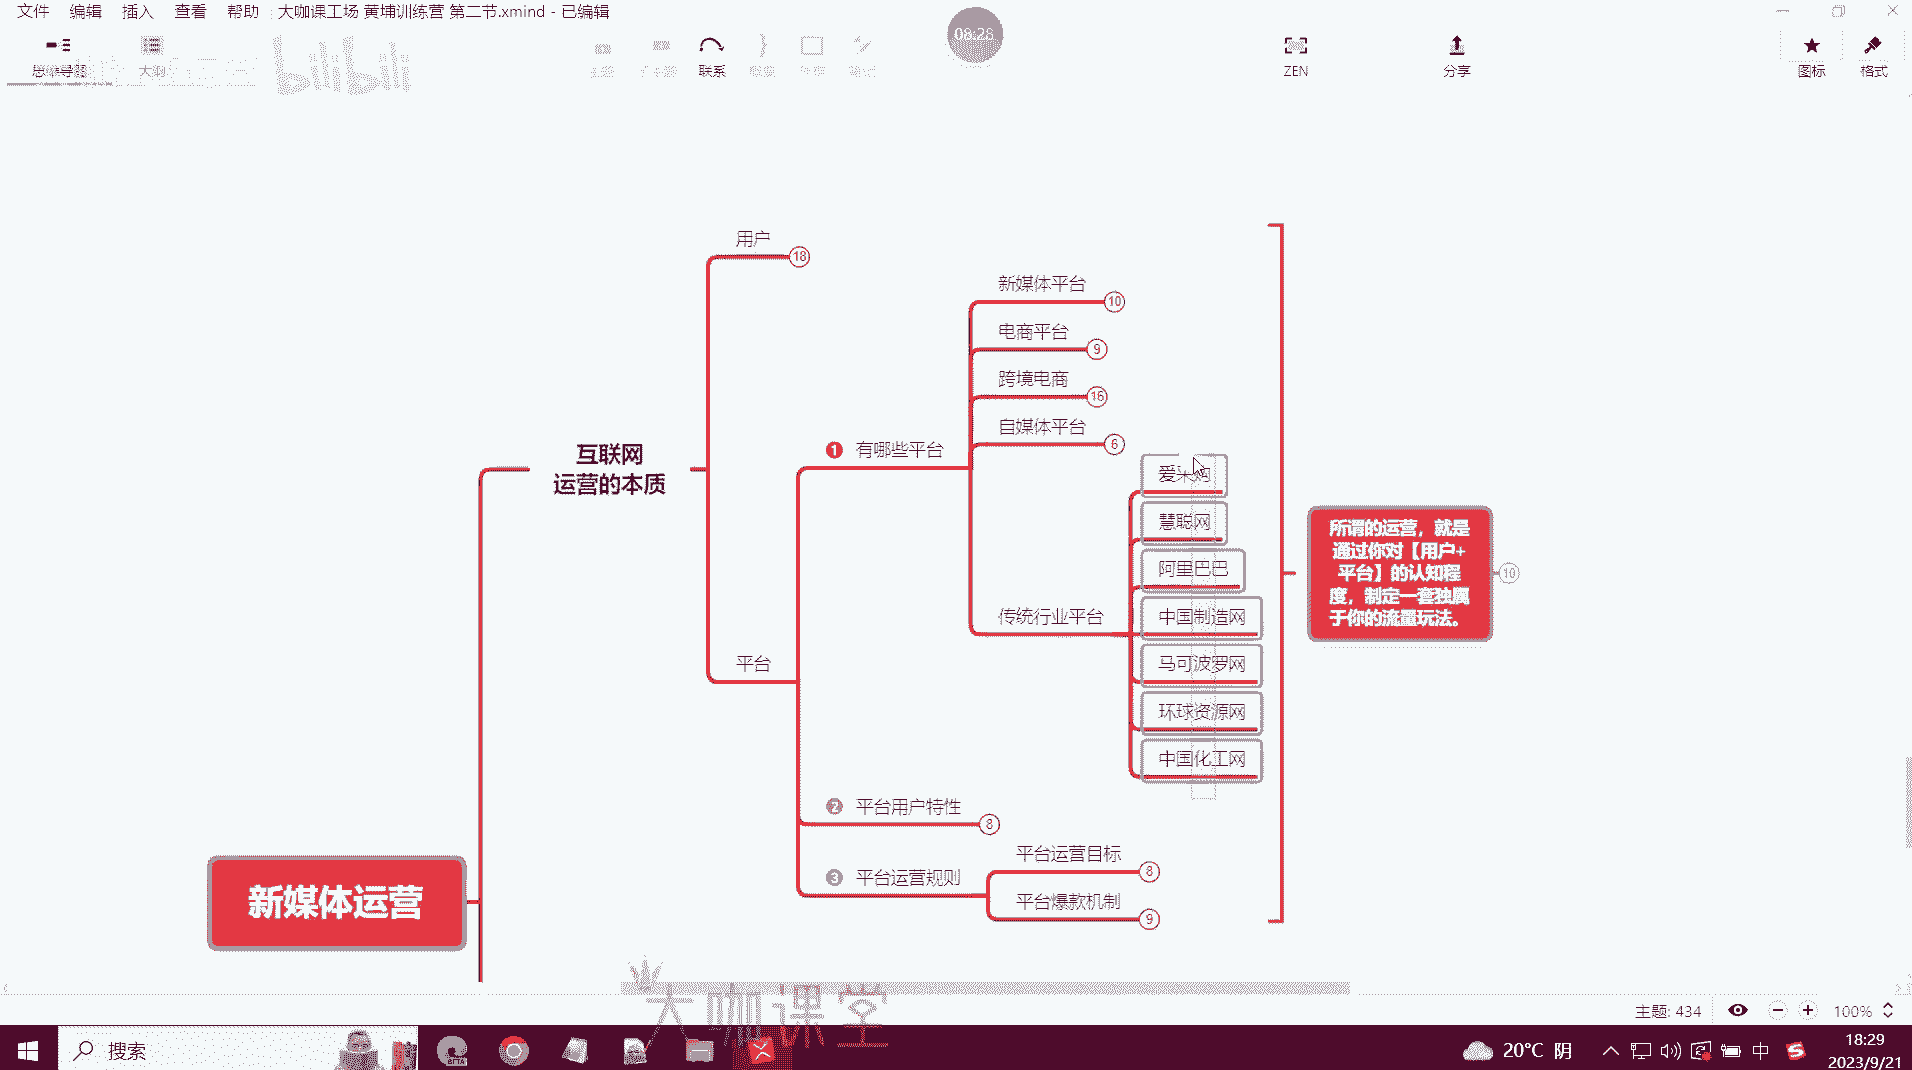 文件 编辑 插入 查看 帮助 大咖课工场 黄埔训练营 第二节.xmind - 已编辑
08:28
思维导图 大纲 联系 ZEN 分享 图标 格式
bilibili
用户 18
新媒体平台 10
电商平台 9
跨境电商 16
自媒体平台 6
1 有哪些平台
爱采购
互联网
运营的本质
慧聪网
所谓的运营，就是
通过你对【用户+
平台】的认知程
度，制定一套独属
于你的流量玩法。
10
阿里巴巴
传统行业平台
中国制造网
平台
马可波罗网
环球资源网
中国化工网
2 平台用户特性 8
平台运营目标 8
3 平台运营规则
平台爆款机制 9
新媒体运营
大咖课堂
主题: 434 100%
搜索
20°C 阴
中
18:29
2023/9/21